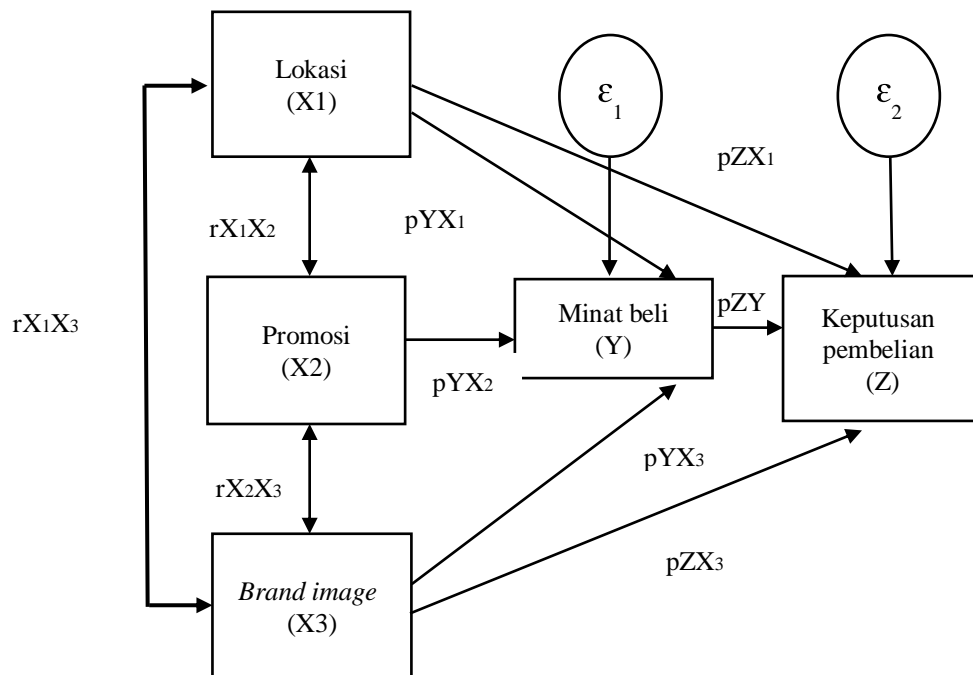 Lokasi
(X1)
ε1
ε2
pZX1
rX1X2
pYX1
rX1X3
Promosi
(X2)
Minat beli
(Y)
pZY
Keputusan
pembelian
(Z)
pYX2
rX2X3
pYX3
Brand image
(X3)
pZX3